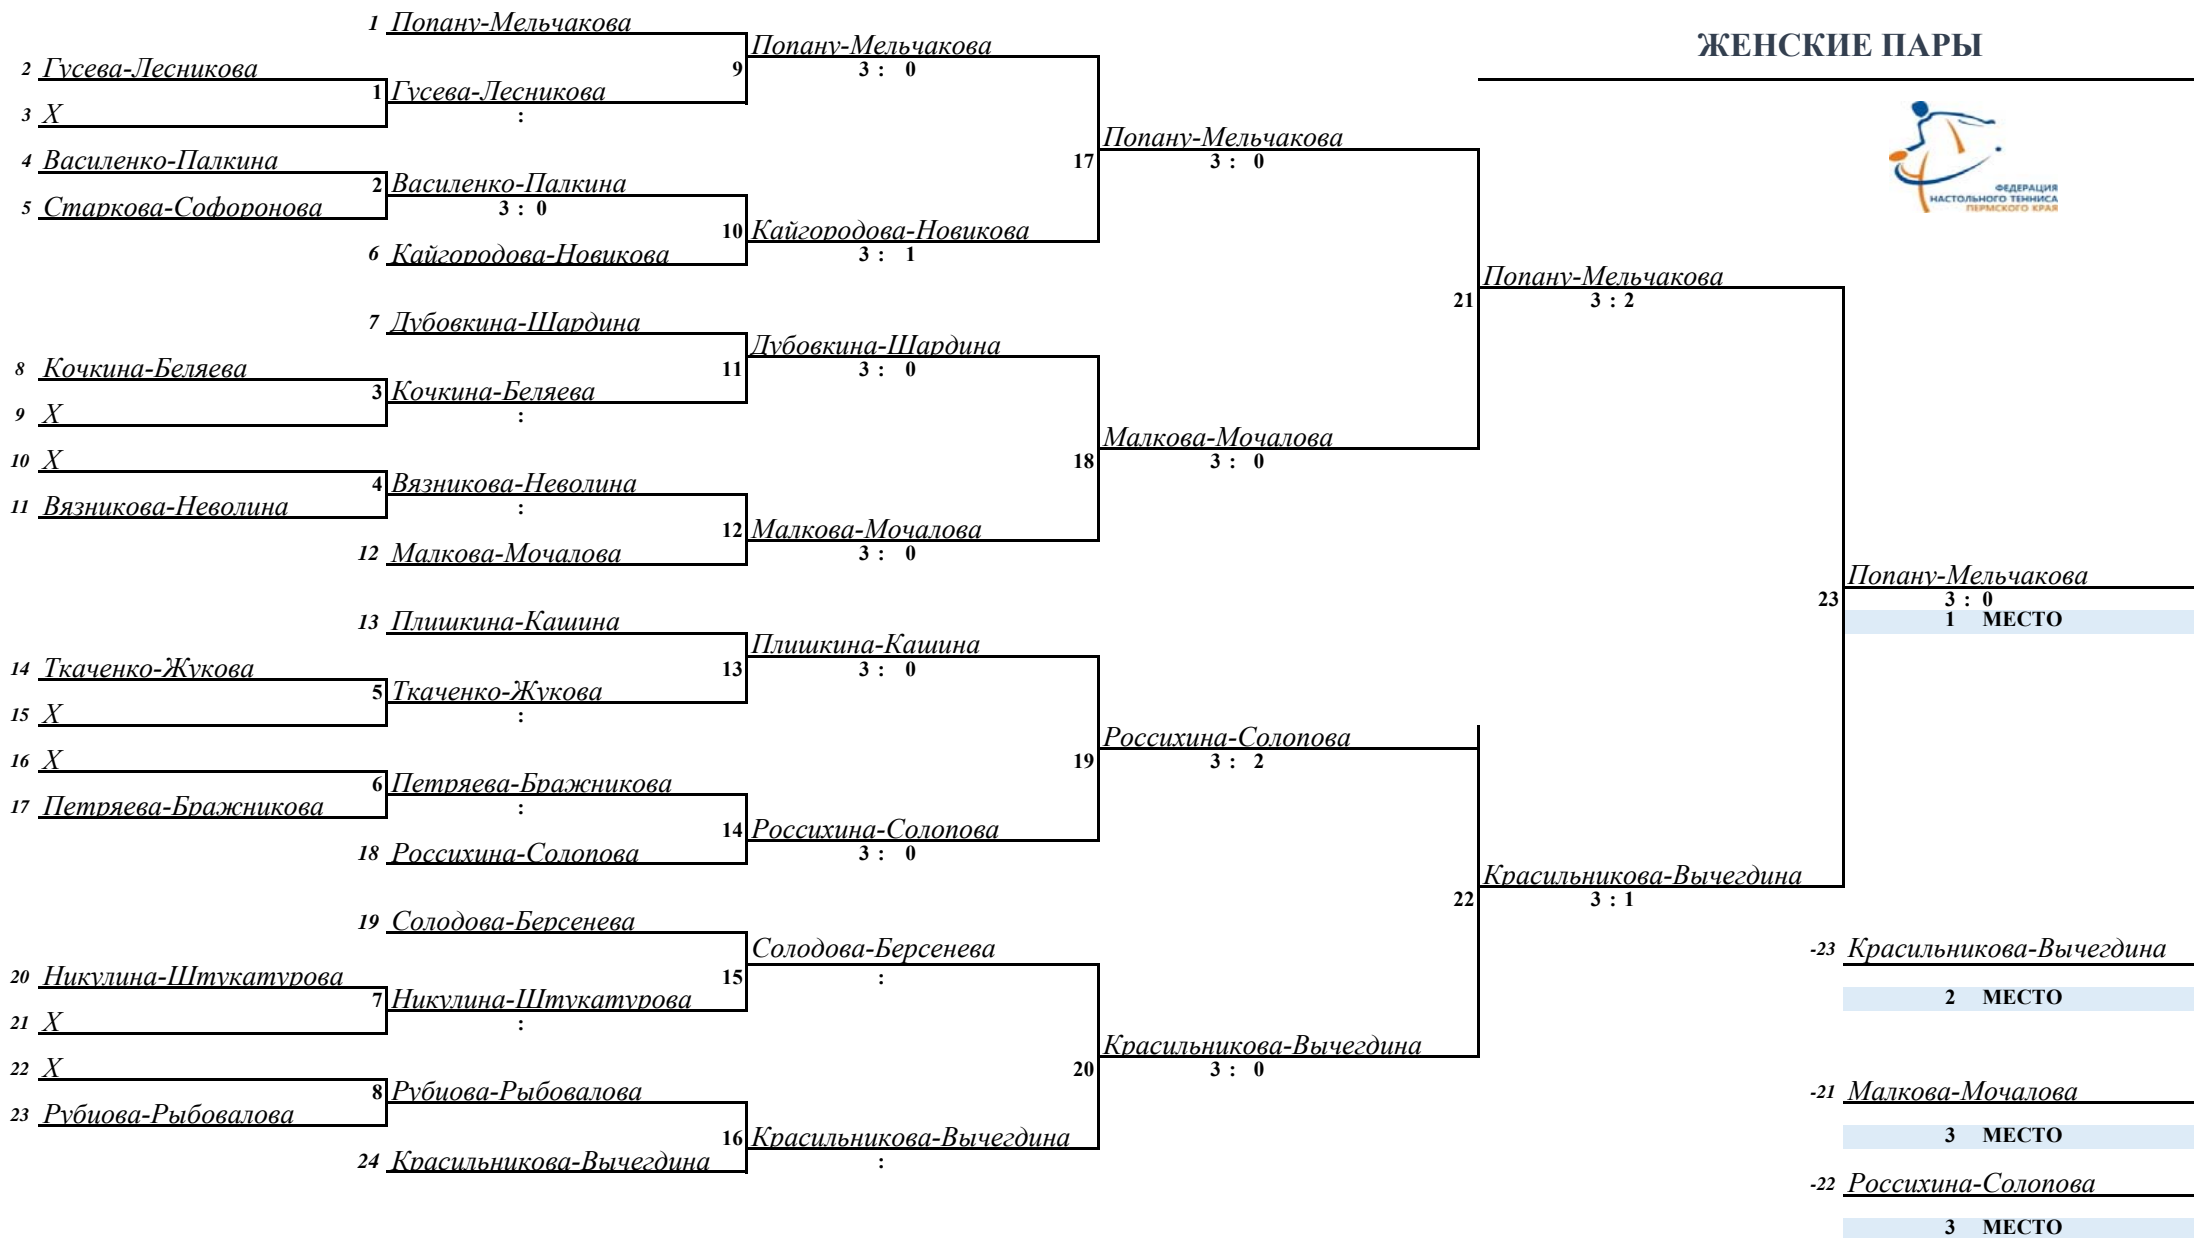 ЖЕНСКИЕ ПАРЫ
ФЕДЕРАЦИЯ
НАСТОЛЬНОГО ТЕННИСА
ПЕРМСКОГО КРАЯ
1 Попану-Мельчакова
2 Гусева-Лесникова
3 X
1 Гусева-Лесникова
:
4 Василенко-Палкина
5 Старкова-Софоронова
2 Василенко-Палкина
3 : 0
6 Кайгородова-Новикова
7 Дубовкина-Шардина
8 Кочкина-Беляева
9 X
3 Кочкина-Беляева
:
10 X
11 Вязникова-Неволина
4 Вязникова-Неволина
:
12 Малкова-Мочалова
13 Плишкина-Кашина
14 Ткаченко-Жукова
15 X
5 Ткаченко-Жукова
:
16 X
17 Петряева-Бражникова
6 Петряева-Бражникова
:
18 Россихина-Солопова
19 Солодова-Берсенева
20 Никулина-Штукатурова
21 X
7 Никулина-Штукатурова
:
22 X
23 Рубцова-Рыбовалова
8 Рубцова-Рыбовалова
24 Красильникова-Вычегдина
9 Попану-Мельчакова
3 : 0
10 Кайгородова-Новикова
3 : 1
11 Дубовкина-Шардина
3 : 0
12 Малкова-Мочалова
3 : 0
13 Плишкина-Кашина
3 : 0
14 Россихина-Солопова
3 : 0
15 Солодова-Берсенева
:
16 Красильникова-Вычегдина
:
17 Попану-Мельчакова
3 : 0
18 Малкова-Мочалова
3 : 0
19 Россихина-Солопова
3 : 2
20 Красильникова-Вычегдина
3 : 0
21 Попану-Мельчакова
3 : 2
22 Красильникова-Вычегдина
3 : 1
23 Попану-Мельчакова
3 : 0
1 МЕСТО
-23 Красильникова-Вычегдина
2 МЕСТО
-21 Малкова-Мочалова
3 МЕСТО
-22 Россихина-Солопова
3 МЕСТО